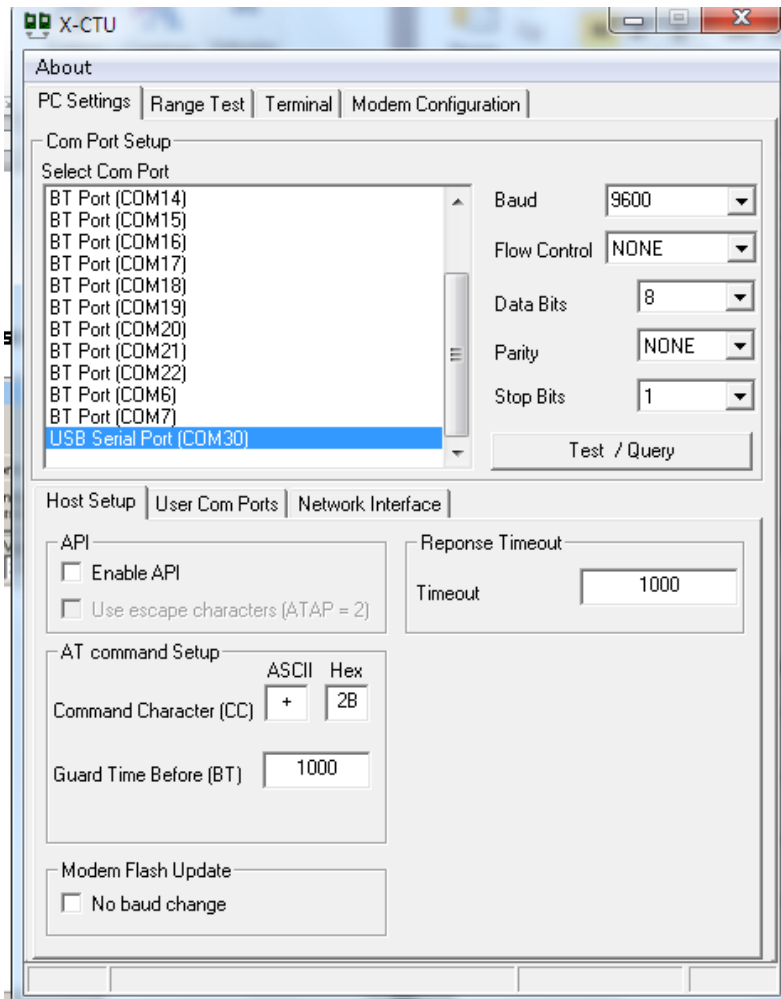 X-CTU
About
PC Settings Range Test Terminal Modem Configuration
Com Port Setup
Select Com Port
BT Port (COM14)
BT Port (COM15)
BT Port (COM16)
BT Port (COM17)
BT Port (COM18)
BT Port (COM19)
BT Port (COM20)
BT Port (COM21)
BT Port (COM22)
BT Port (COM6)
BT Port (COM7)
USB Serial Port (COM30)
Baud 9600
Flow Control NONE
Data Bits 8
Parity NONE
Stop Bits 1
Test / Query
Host Setup User Com Ports Network Interface
API
Enable API
Use escape characters (ATAP = 2)
Reponse Timeout
Timeout 1000
AT command Setup
ASCII Hex
Command Character (CC) + 2B
Guard Time Before (BT) 1000
Modem Flash Update
No baud change